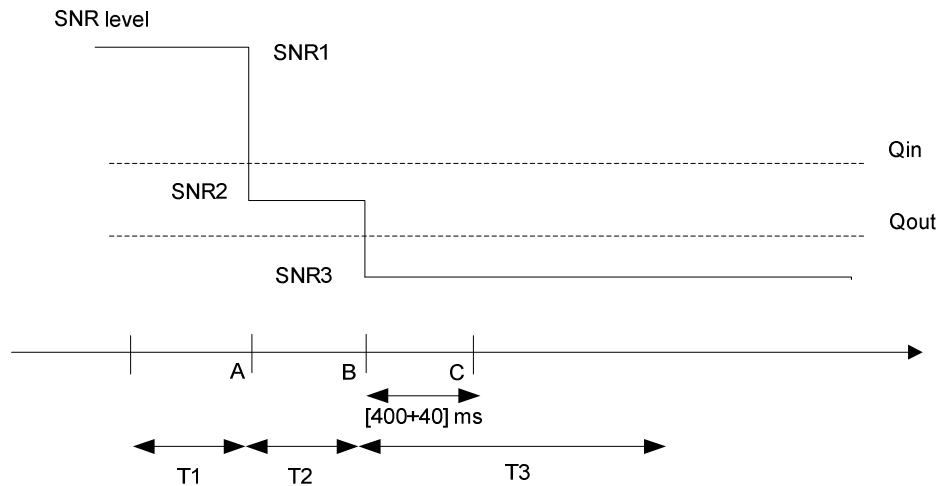 SNR level
SNR1
Qin
SNR2
Qout
SNR3
A
B
C
[400+40] ms
T1
T2
T3